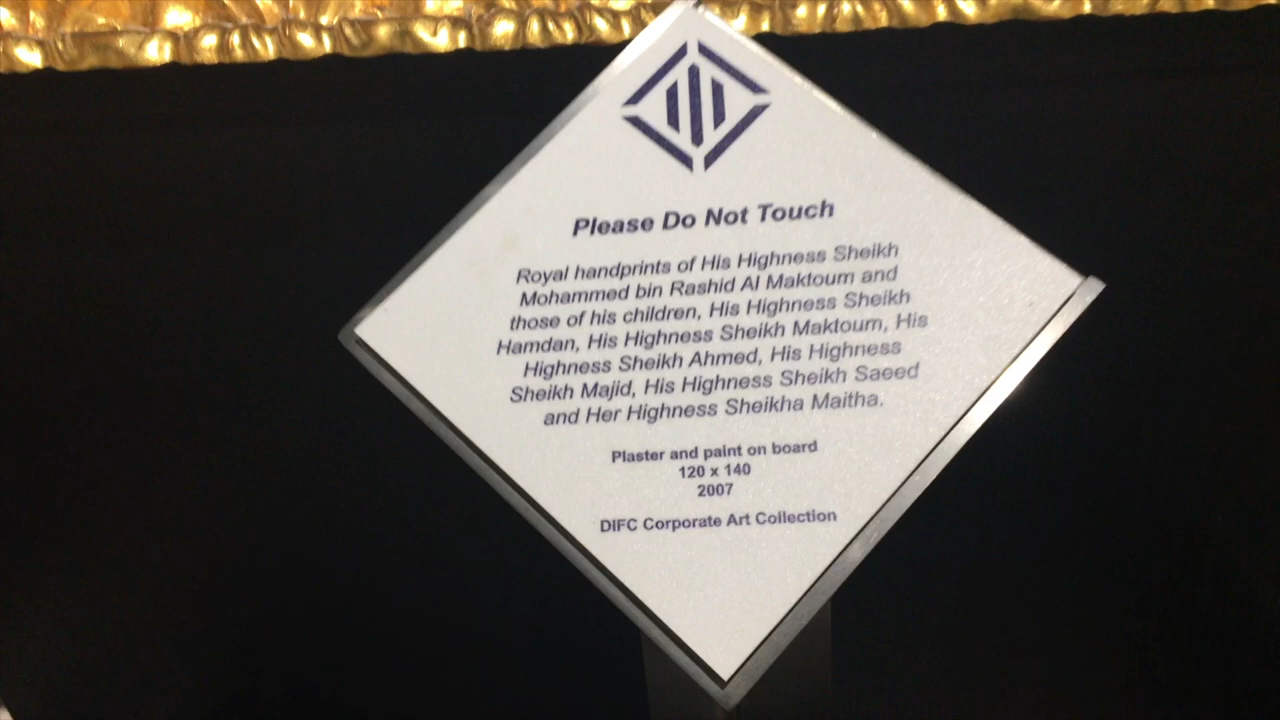 Please Do Not Touch
Royal handprints of His Highness Sheikh
Mohammed bin Rashid Al Maktoum and
those of his children, His Highness Sheikh
Hamdan, His Highness Sheikh Maktoum, His
Highness Sheikh Ahmed, His Highness
Sheikh Majid, His Highness Sheikh Saeed
and Her Highness Sheikha Maitha.
Plaster and paint on board
120 x 140
2007
DIFC Corporate Art Collection